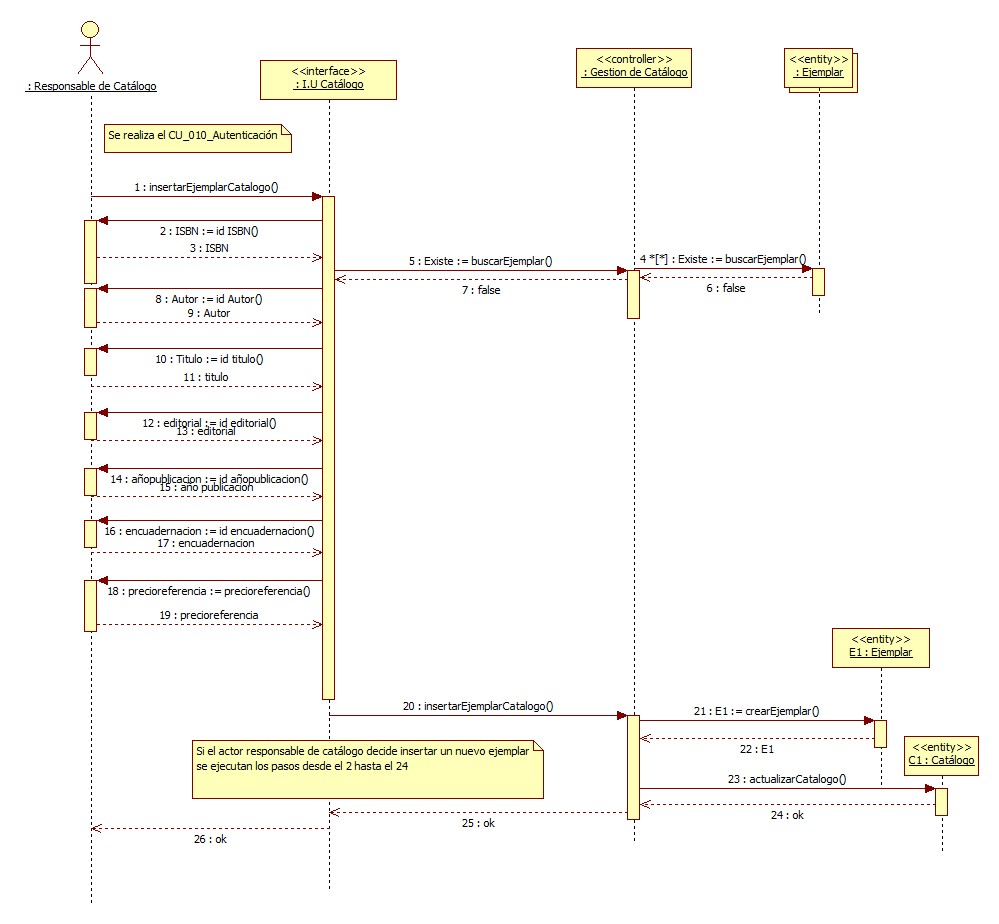 : Responsable de Catálogo
<<interface>>
: I.U Catálogo
<<controller>>
: Gestion de Catálogo
<<entity>>
: Ejemplar
Se realiza el CU_010_Autenticación
1 : insertarEjemplarCatalogo()
2 : ISBN := id ISBN()
3 : ISBN
5 : Existe := buscarEjemplar()
4 *[*] : Existe := buscarEjemplar()
7 : false
6 : false
8 : Autor := id Autor()
9 : Autor
10 : Titulo := id titulo()
11 : titulo
12 : editorial := id editorial()
13 : editorial
14 : añopublicacion := id añopublicacion()
15 : año publicacion
16 : encuadernacion := id encuadernacion()
17 : encuadernacion
18 : precioreferencia := precioreferencia()
19 : precioreferencia
<<entity>>
E1 : Ejemplar
20 : insertarEjemplarCatalogo()
21 : E1 := crearEjemplar()
22 : E1
Si el actor responsable de catálogo decide insertar un nuevo ejemplar
se ejecutan los pasos desde el 2 hasta el 24
<<entity>>
C1 : Catálogo
23 : actualizarCatalogo()
24 : ok
25 : ok
26 : ok